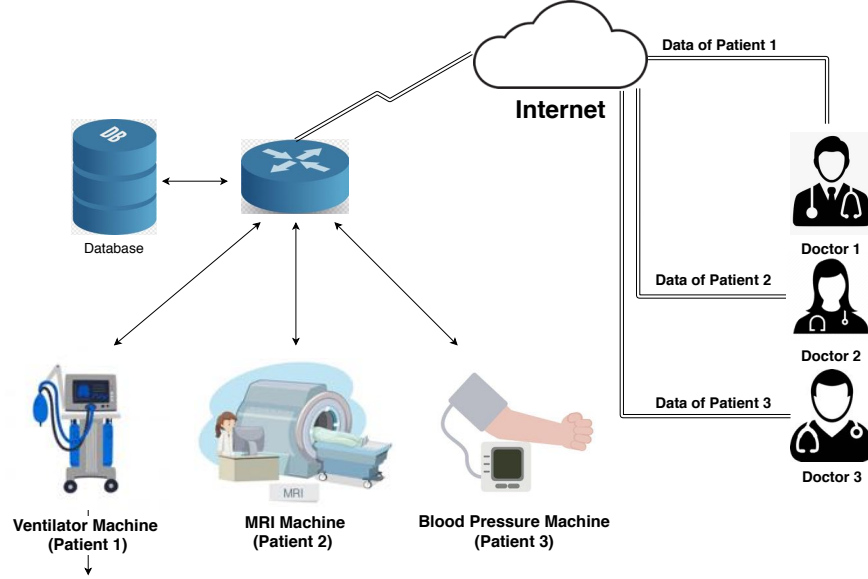 Data of Patient 1
Internet
DB
Database
Doctor 1
Data of Patient 2
Doctor 2
Data of Patient 3
Doctor 3
MRI
Ventilator Machine
(Patient 1)
MRI Machine
(Patient 2)
Blood Pressure Machine
(Patient 3)